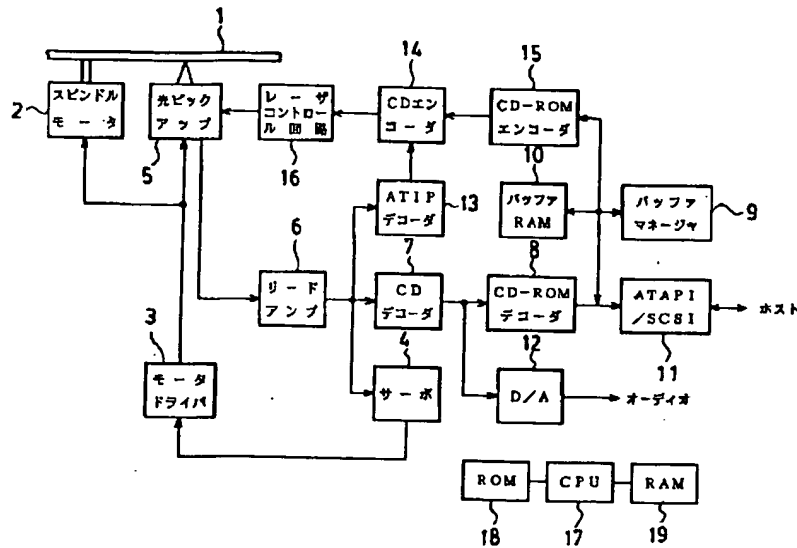 1
14
15
2
スピンドル
モータ
光ピック
アップ
レーザ
コントロー
ル回路
CDエン
コーダ
CD-ROM
エンコーダ
5
16
10
ATIP
デコーダ
13
バッファ
RAM
バッファ
マネージャ
9
6
7
8
リード
アンプ
CD
デコーダ
CD-ROM
デコーダ
ATAPI
/SCSI
ホスト
3
4
12
11
モータ
ドライバ
サーボ
D/A
オーディオ
ROM
CPU
RAM
18
17
19